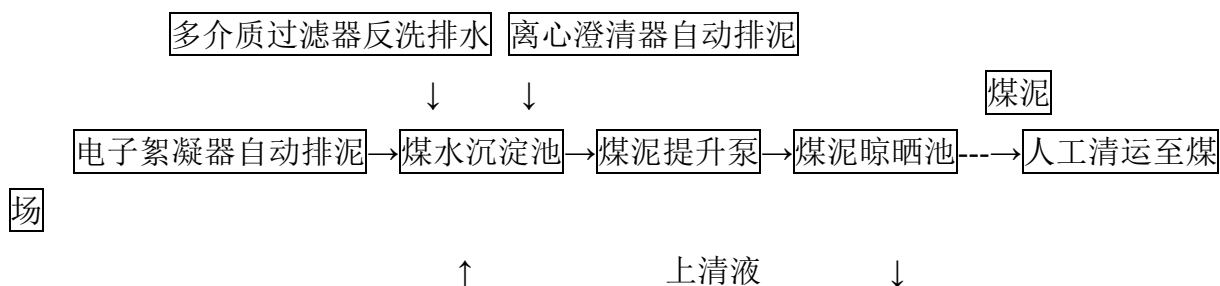 多介质过滤器反洗排水 离心澄清器自动排泥
↓ ↓ 煤泥
电子絮凝器自动排泥→煤水沉淀池→煤泥提升泵→煤泥晾晒池---→人工清运至煤
场
↑ 上清液 ↓